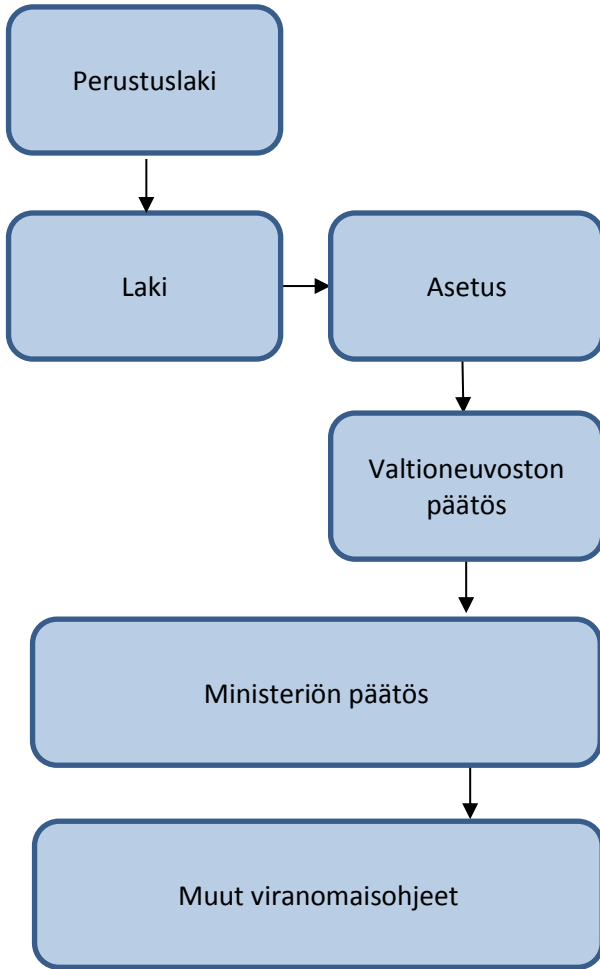 Perustuslaki
Laki
Asetus
Valtioneuvoston
päätös
Ministeriön päätös
Muut viranomaisohjeet